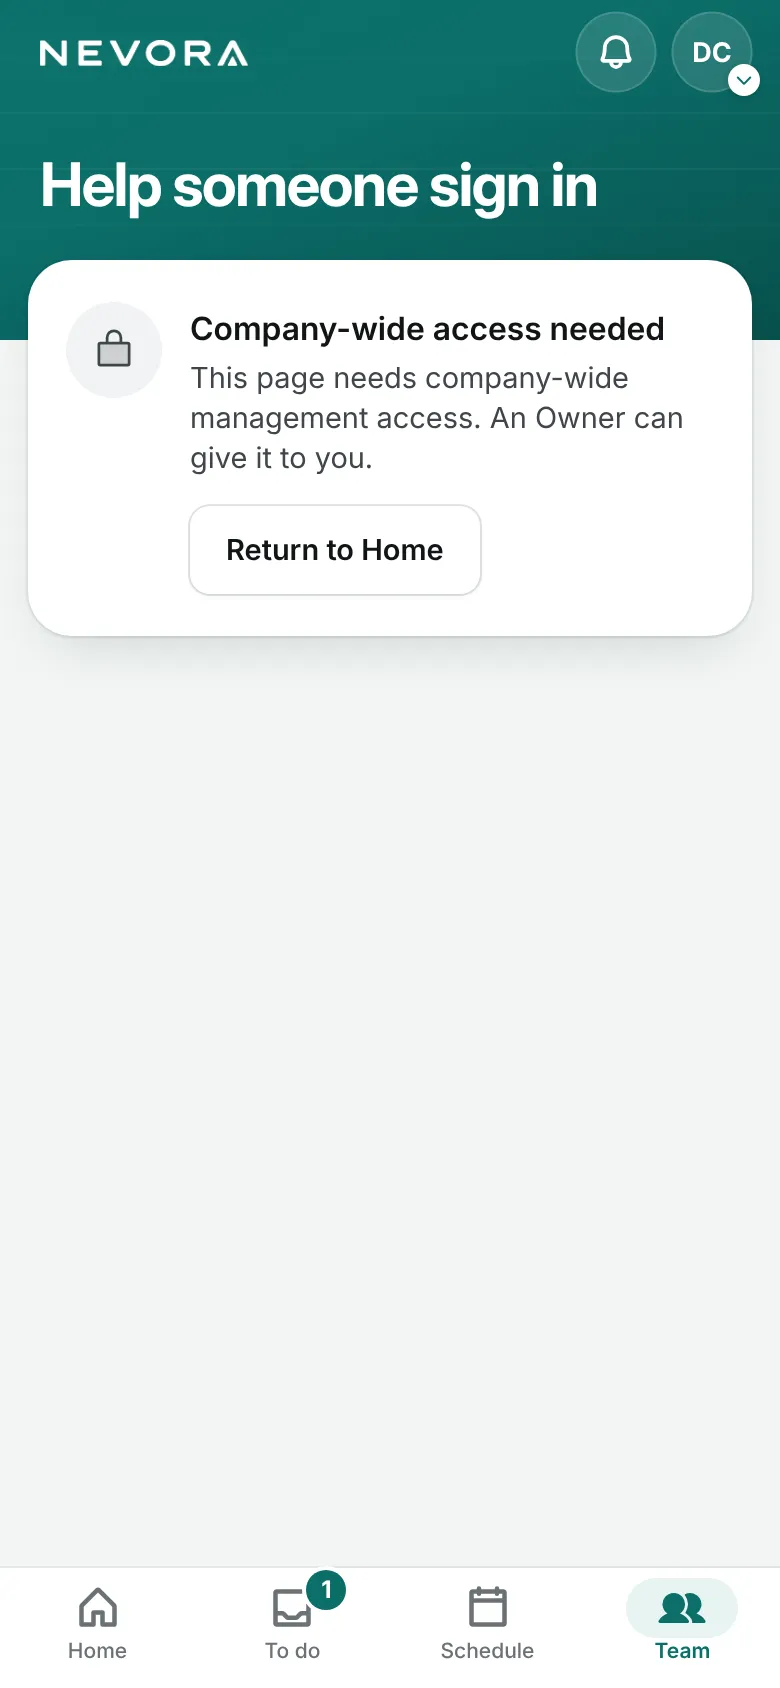 NEVORA
DC
Help someone sign in
Company-wide access needed
This page needs company-wide
management access. An Owner can
give it to you.
Return to Home
1
Home
To do
Schedule
Team